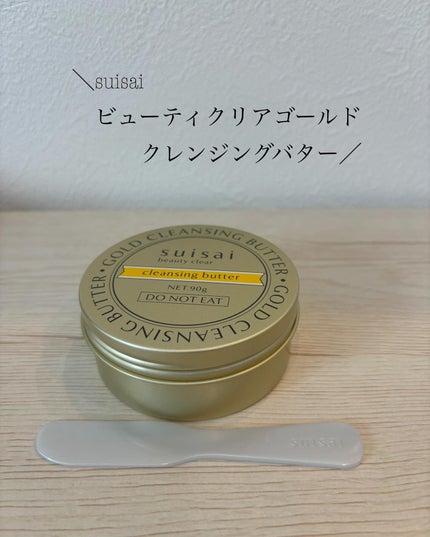 ＼suisai
ビューティクリアゴールド
クレンジングバター／
GOLD CLEANSING BUTTER・GOLD CLEANSING BUTTER・
suisai
beauty clear
cleansing butter
NET 90g
DO NOT EAT
suisai